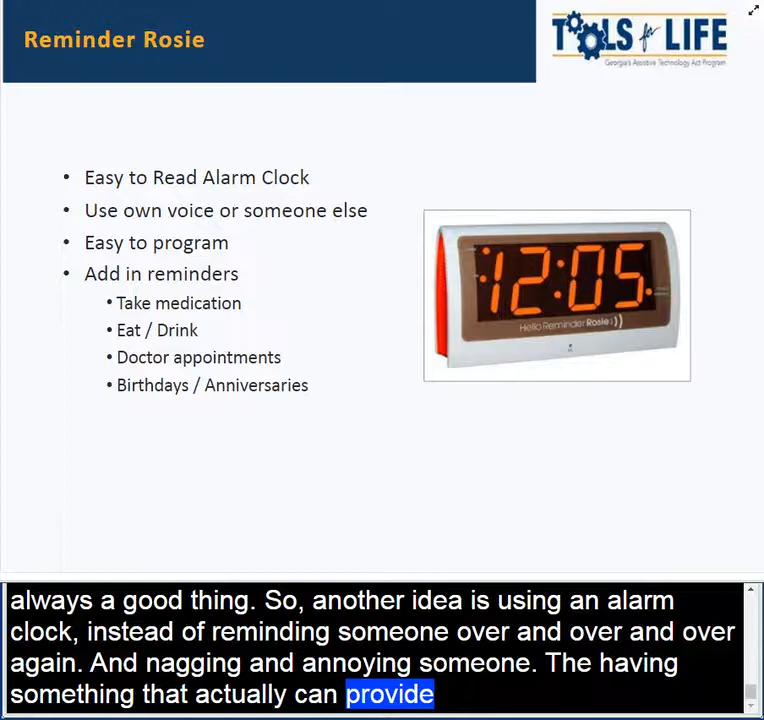 Reminder Rosie
TOOLS for LIFE
Georgia's Assistive Technology Act Program
• Easy to Read Alarm Clock
• Use own voice or someone else
• Easy to program
• Add in reminders
• Take medication
• Eat / Drink
• Doctor appointments
• Birthdays / Anniversaries
12:05
Hello Reminder Rosie
always a good thing. So, another idea is using an alarm
clock, instead of reminding someone over and over and over
again. And nagging and annoying someone. The having
something that actually can provide